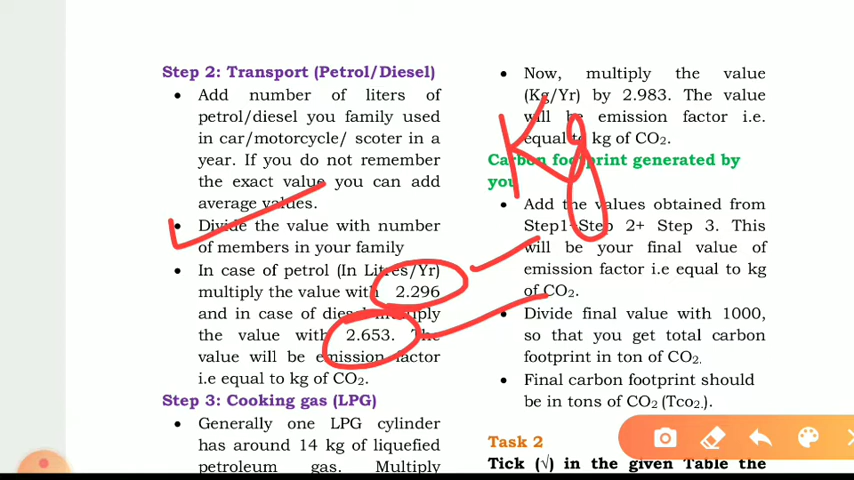 Step 2: Transport (Petrol/Diesel)
• Add number of liters of
petrol/diesel you family used
in car/motorcycle/ scoter in a
year. If you do not remember
the exact value you can add
average values.
• Divide the value with number
of members in your family
• In case of petrol (In Litres/Yr)
multiply the value with 2.296
and in case of diesel multiply
the value with 2.653. The
value will be emission factor
i.e equal to kg of CO₂.
Step 3: Cooking gas (LPG)
• Generally one LPG cylinder
has around 14 kg of liquefied
petroleum gas. Multiply
• Now, multiply the value
(Kg/Yr) by 2.983. The value
will be emission factor i.e.
equal to kg of CO₂.
Kg
Carbon footprint generated by
you
• Add the values obtained from
Step1+Step 2+ Step 3. This
will be your final value of
emission factor i.e equal to kg
of CO₂.
• Divide final value with 1000,
so that you get total carbon
footprint in ton of CO₂.
• Final carbon footprint should
be in tons of CO₂ (Tco₂.).
Task 2
Tick (√) in the given Table the